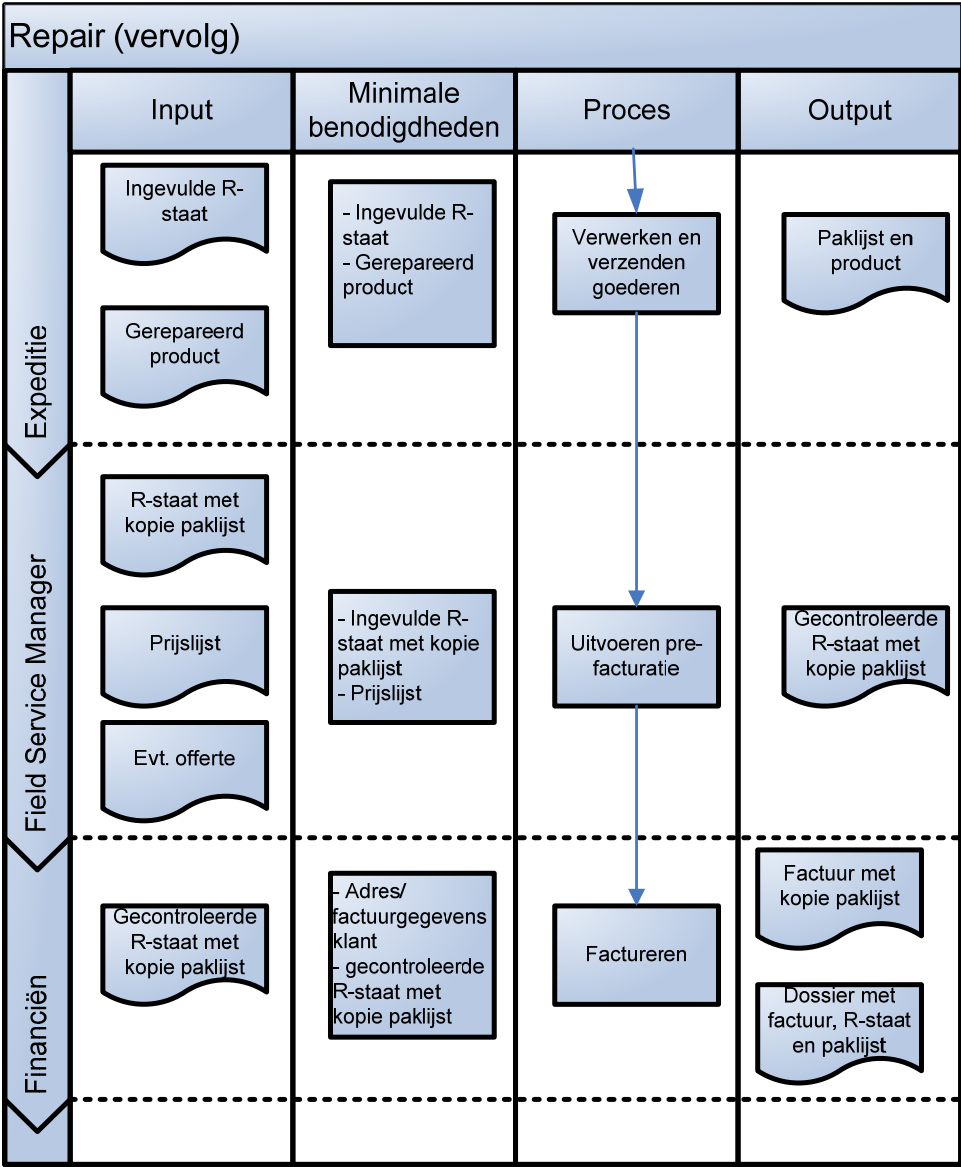 Repair (vervolg)
Input
Minimale
benodigdheden
Proces
Output
Expeditie
Ingevulde R-
staat
Gerepareerd
product
- Ingevulde R-
staat
- Gerepareerd
product
Verwerken en
verzenden
goederen
Paklijst en
product
Field Service Manager
R-staat met
kopie paklijst
Prijslijst
Evt. offerte
- Ingevulde R-
staat met kopie
paklijst
- Prijslijst
Uitvoeren pre-
facturatie
Gecontroleerde
R-staat met
kopie paklijst
Financiën
Gecontroleerde
R-staat met
kopie paklijst
- Adres/
factuurgegevens
klant
- gecontroleerde
R-staat met
kopie paklijst
Factureren
Factuur met
kopie paklijst
Dossier met
factuur, R-staat
en paklijst